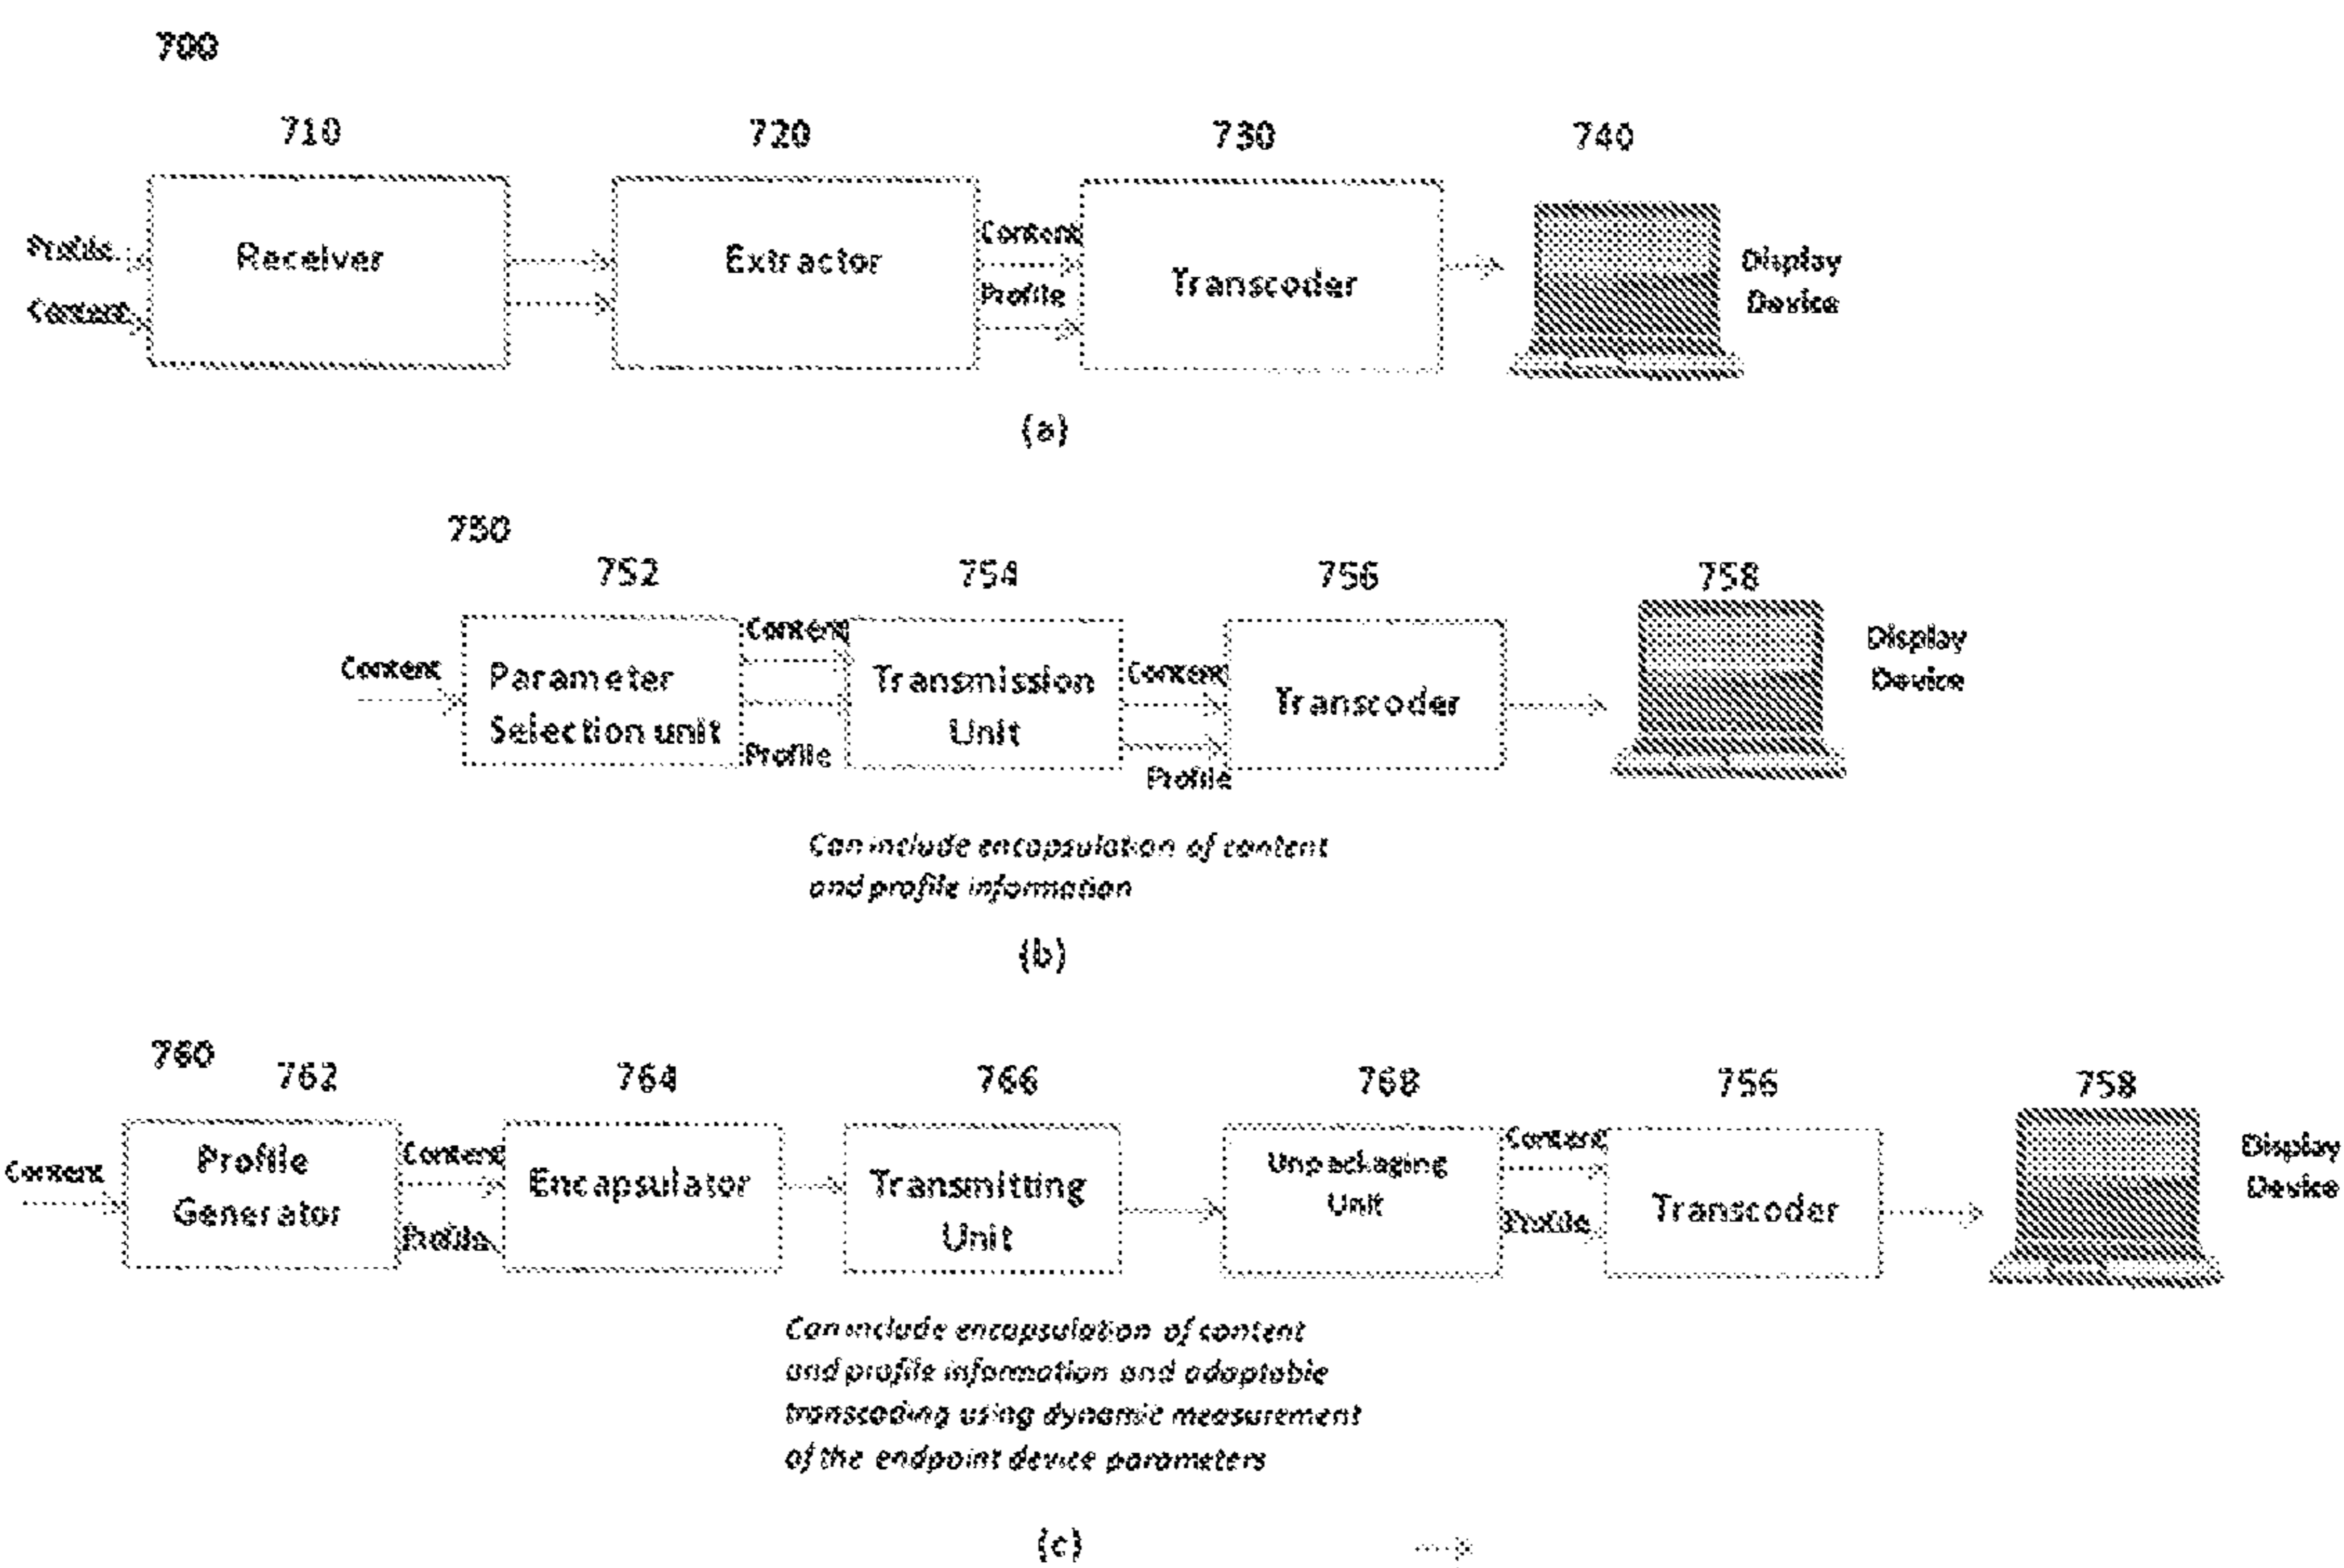 700
710
720
730
740
Profile
Content
Receiver
Extractor
Content
Profile
Transcoder
Display
Device
(a)
750
752
754
756
758
Content
Parameter
Selection unit
Content
Profile
Transmission
Unit
Content
Profile
Transcoder
Display
Device
Can include encapsulation of content
and profile information
(b)
760
762
764
766
768
756
758
Content
Profile
Generator
Content
Profile
Encapsulator
Transmitting
Unit
Unpackaging
Unit
Content
Profile
Transcoder
Display
Device
Can include encapsulation of content
and profile information and adaptable
transcoding using dynamic measurement
of the endpoint device parameters
(c)